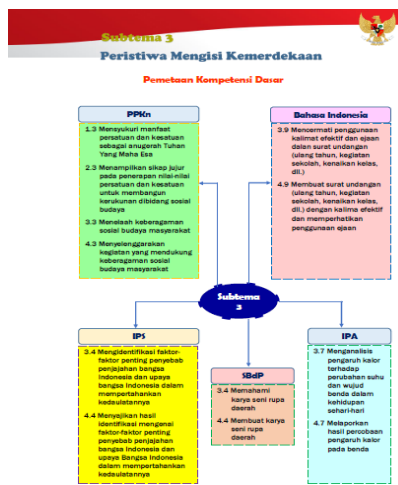 Subtema 3
Peristiwa Mengisi Kemerdekaan
Pemetaan Kompetensi Dasar
PPKn
1.3 Mensyukuri manfaat
persatuan dan kesatuan
sebagai anugerah Tuhan
Yang Maha Esa
2.3 Menampilkan sikap jujur
pada penerapan nilai-nilai
persatuan dan kesatuan
untuk membangun
kerukunan dibidang sosial
budaya
3.3 Menelaah keberagaman
sosial budaya masyarakat
4.3 Menyelenggarakan
kegiatan yang mendukung
keberagaman sosial
budaya masyarakat
Bahasa Indonesia
3.9 Mencermati penggunaan
kalimat efektif dan ejaan
dalam surat undangan
(ulang tahun, kegiatan
sekolah, kenaikan kelas,
dll.)
4.9 Membuat surat undangan
(ulang tahun, kegiatan
sekolah, kenaikan kelas,
dll.) dengan kalima efektif
dan memperhatikan
penggunaan ejaan
Subtema
3
IPS
3.4 Mengidentifikasi faktor-
faktor penting penyebab
penjajahan bangsa
Indonesia dan upaya
bangsa Indonesia dalam
mempertahankan
kedaulatannya
4.4 Menyajikan hasil
identifikasi mengenai
faktor-faktor penting
penyebab penjajahan
bangsa Indonesia dan
upaya Bangsa Indonesia
dalam mempertahankan
kedaulatannya
SBdP
3.4 Memahami
karya seni rupa
daerah
4.4 Membuat karya
seni rupa
daerah
IPA
3.7 Menganalisis
pengaruh kalor
terhadap
perubahan suhu
dan wujud
benda dalam
kehidupan
sehari-hari
4.7 Melaporkan
hasil percobaan
pengaruh kalor
pada benda